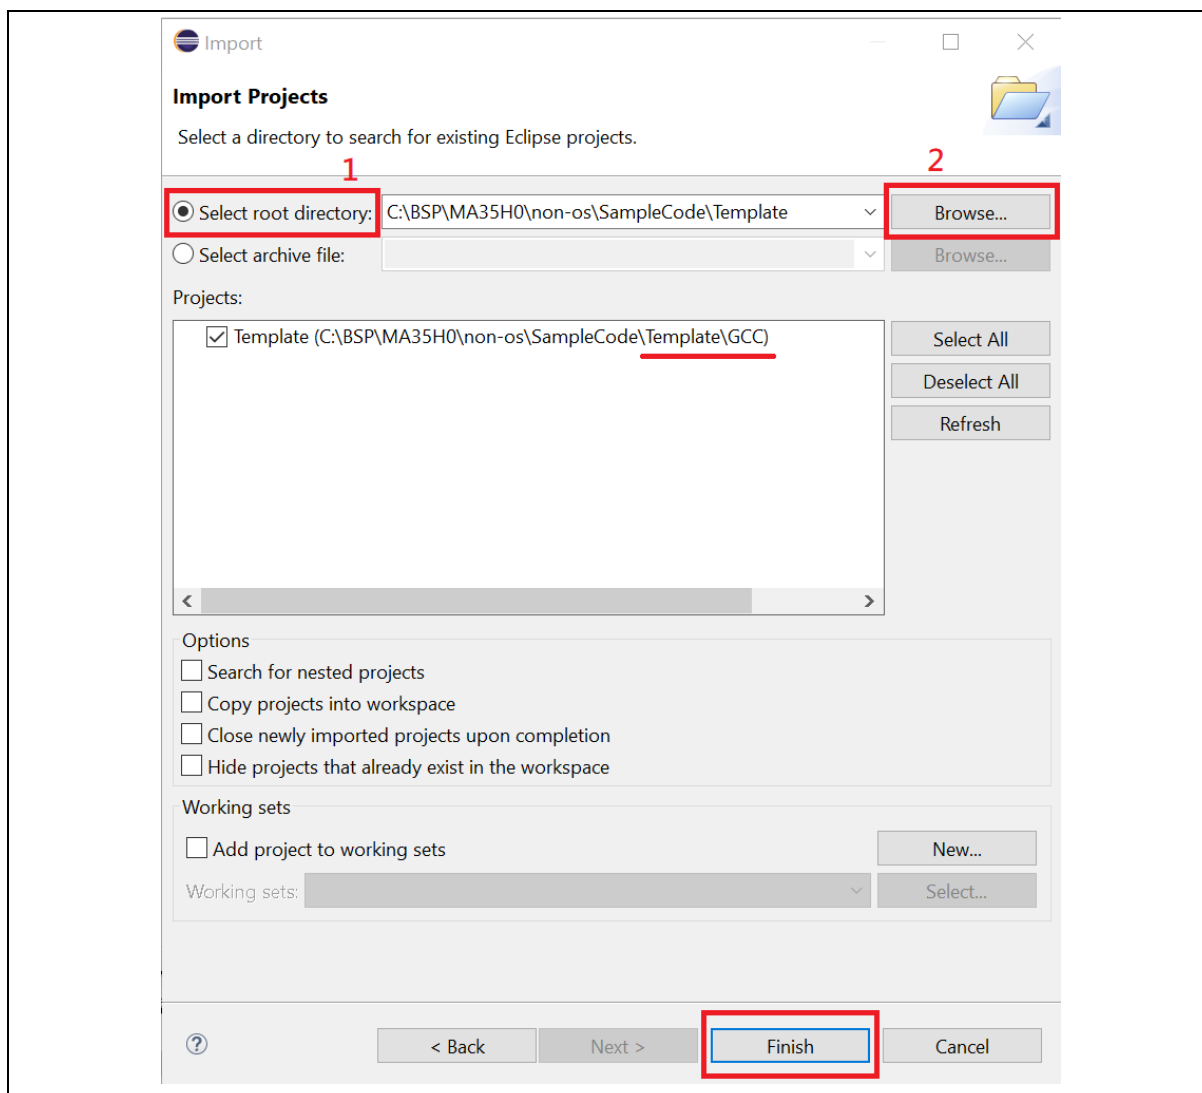 Import
Import Projects
Select a directory to search for existing Eclipse projects.
1
2
Select root directory: C:\BSP\MA35H0\non-os\SampleCode\Template Browse...
Select archive file: Browse...
Projects:
Template (C:\BSP\MA35H0\non-os\SampleCode\Template\GCC)
Select All
Deselect All
Refresh
Options
Search for nested projects
Copy projects into workspace
Close newly imported projects upon completion
Hide projects that already exist in the workspace
Working sets
Add project to working sets New...
Working sets: Select...
? < Back Next > Finish Cancel